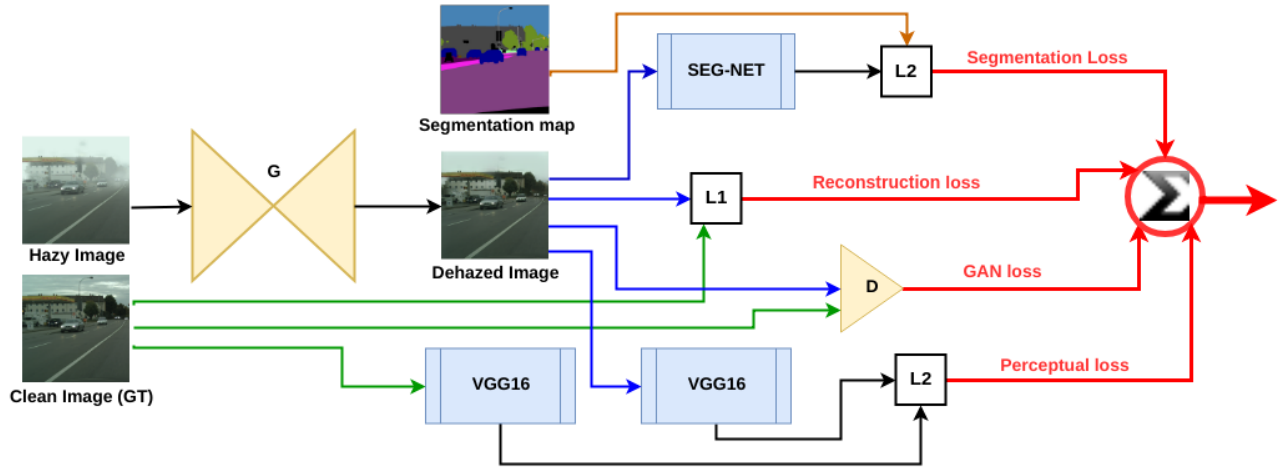 Segmentation map
SEG-NET
L2
Segmentation Loss
Hazy Image
G
Dehazed Image
L1
Reconstruction loss
Σ
Clean Image (GT)
D
GAN loss
VGG16
VGG16
L2
Perceptual loss